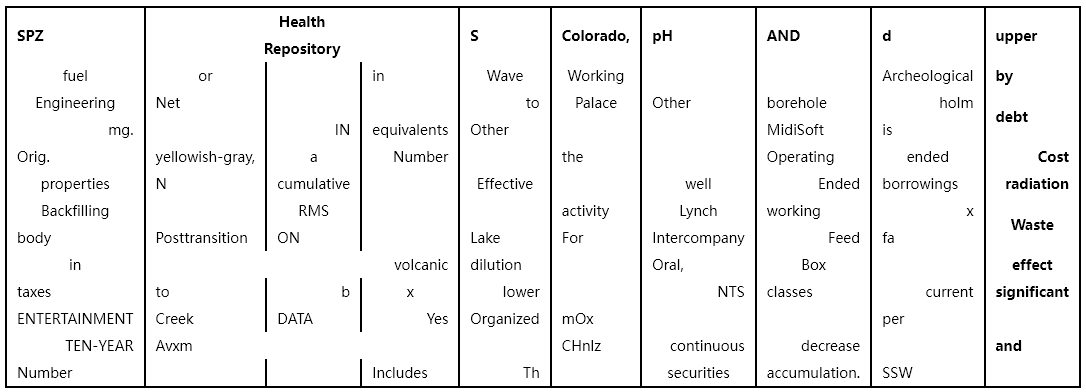 SPZ Health Repository S Colorado, pH AND d upper
fuel or in Wave Working Archeological by
Engineering Net to Palace Other borehole holm debt
mg. IN equivalents Other MidiSoft is
Orig. yellowish-gray, a Number the Operating ended Cost
properties N cumulative Effective well Ended borrowings radiation
Backfilling RMS activity Lynch working x Waste
body Posttransition ON Lake For Intercompany Feed fa
in volcanic dilution Oral, Box effect
taxes to b x lower NTS classes current significant
ENTERTAINMENT Creek DATA Yes Organized mOx per
TEN-YEAR Avxm CHnlz continuous decrease and
Number Includes Th securities accumulation. SSW